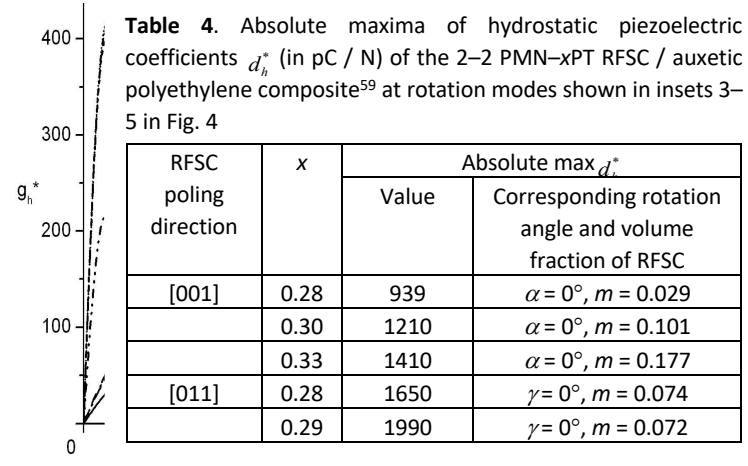 400
300
g_h*
200
100
0
Table 4. Absolute maxima of hydrostatic piezoelectric
coefficients d_h^* (in pC / N) of the 2–2 PMN–xPT RFSC / auxetic
polyethylene composite⁵⁹ at rotation modes shown in insets 3–
5 in Fig. 4
RFSC poling direction x Absolute max d_h^*
Value Corresponding rotation angle and volume fraction of RFSC
[001] 0.28 939 α = 0°, m = 0.029
0.30 1210 α = 0°, m = 0.101
0.33 1410 α = 0°, m = 0.177
[011] 0.28 1650 γ = 0°, m = 0.074
0.29 1990 γ = 0°, m = 0.072